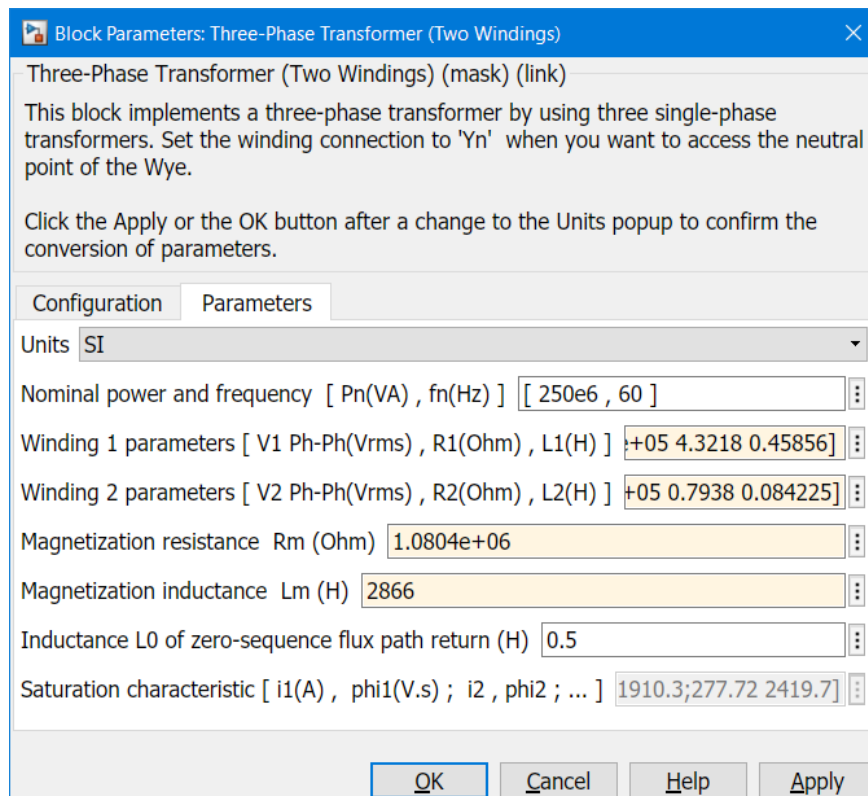 Block Parameters: Three-Phase Transformer (Two Windings)
Three-Phase Transformer (Two Windings) (mask) (link)
This block implements a three-phase transformer by using three single-phase
transformers. Set the winding connection to 'Yn' when you want to access the neutral
point of the Wye.
Click the Apply or the OK button after a change to the Units popup to confirm the
conversion of parameters.
Configuration Parameters
Units SI
Nominal power and frequency [ Pn(VA) , fn(Hz) ] [ 250e6 , 60 ]
Winding 1 parameters [ V1 Ph-Ph(Vrms) , R1(Ohm) , L1(H) ] e+05 4.3218 0.45856]
Winding 2 parameters [ V2 Ph-Ph(Vrms) , R2(Ohm) , L2(H) ] +05 0.7938 0.084225]
Magnetization resistance Rm (Ohm) 1.0804e+06
Magnetization inductance Lm (H) 2866
Inductance L0 of zero-sequence flux path return (H) 0.5
Saturation characteristic [ i1(A) , phi1(V.s) ; i2 , phi2 ; ... ] 1910.3;277.72 2419.7]
OK Cancel Help Apply